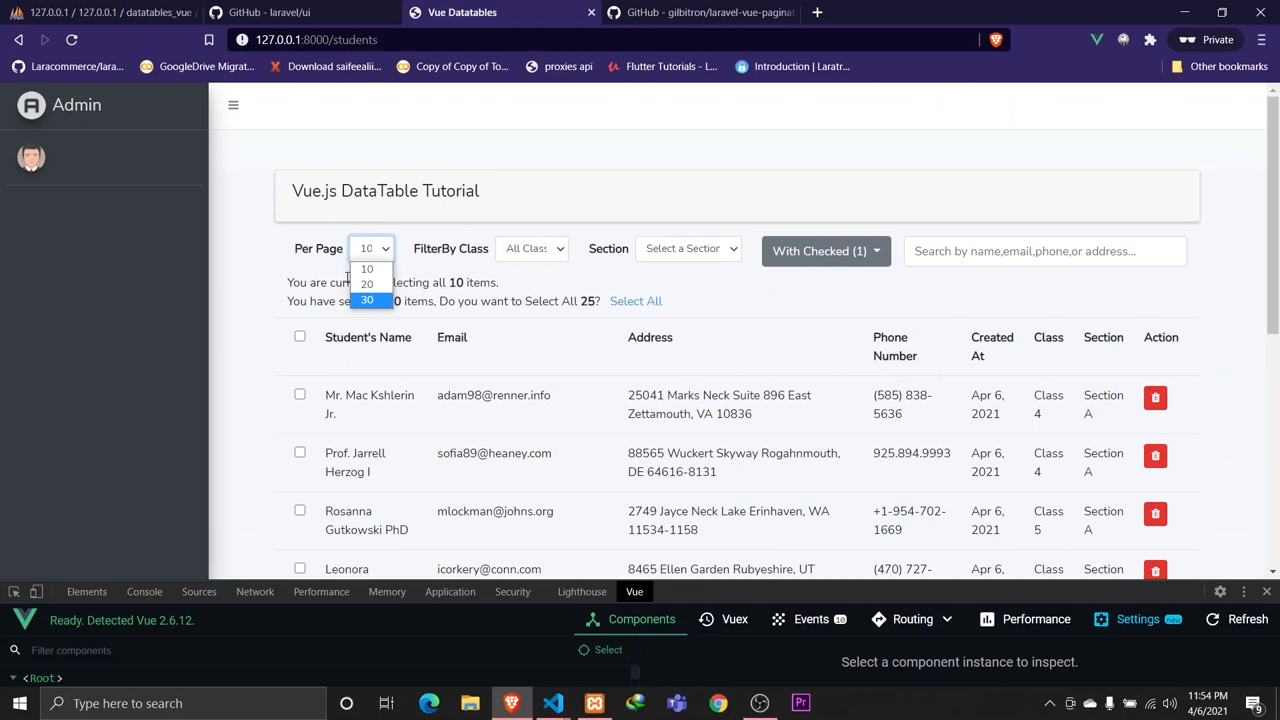 127.0.0.1 / 127.0.0.1 / datatables_vue /
GitHub - laravel/ui
Vue Datatables
GitHub - gilbitron/laravel-vue-paginat
127.0.0.1:8000/students
Private
Laracommerce/lara...
GoogleDrive Migrat...
Download saifeealii...
Copy of Copy of To...
proxies api
Flutter Tutorials - L...
Introduction | Laratr...
Other bookmarks
Admin
Vue.js DataTable Tutorial
Per Page 10 FilterBy Class All Class Section Select a Section With Checked (1) Search by name,email,phone,or address...
10
20
30
You are cur lecting all 10 items.
You have se 0 items, Do you want to Select All 25? Select All
Student's Name Email Address Phone Number Created At Class Section Action
Mr. Mac Kshlerin Jr. adam98@renner.info 25041 Marks Neck Suite 896 East Zettamouth, VA 10836 (585) 838-5636 Apr 6, 2021 Class 4 Section A
Prof. Jarrell Herzog I sofia89@heaney.com 88565 Wuckert Skyway Rogahnmouth, DE 64616-8131 925.894.9993 Apr 6, 2021 Class 4 Section A
Rosanna Gutkowski PhD mlockman@johns.org 2749 Jayce Neck Lake Erinhaven, WA 11534-1158 +1-954-702-1669 Apr 6, 2021 Class 5 Section A
Leonora icorkery@conn.com 8465 Ellen Garden Rubyeshire, UT (470) 727- Apr 6, Class Section
Elements Console Sources Network Performance Memory Application Security Lighthouse Vue
Ready. Detected Vue 2.6.12.
Components Vuex Events 10 Routing Performance Settings new Refresh
Filter components
Select
Select a component instance to inspect.
<Root>
Type here to search
11:54 PM
4/6/2021